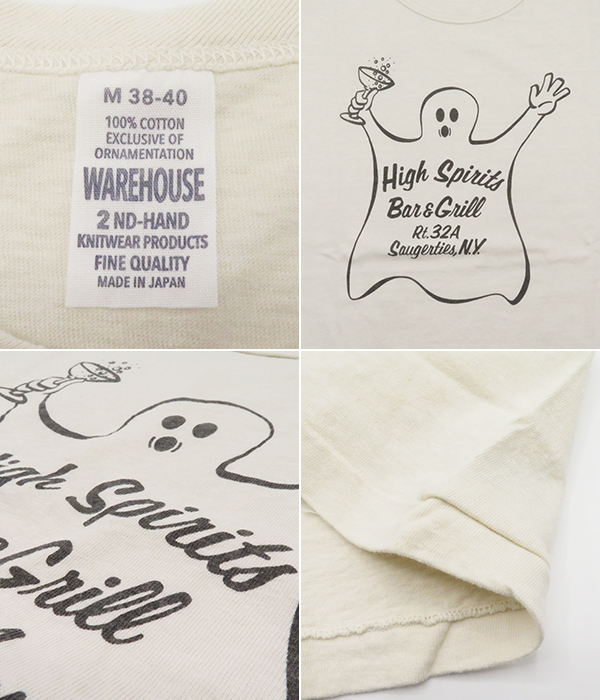 M 38-40
100% COTTON
EXCLUSIVE OF
ORNAMENTATION
WAREHOUSE
2 ND-HAND
KNITWEAR PRODUCTS
FINE QUALITY
MADE IN JAPAN
High Spirits
Bar & Grill
Rt. 32A
Saugerties, N.Y.
igh Spirits
Grill